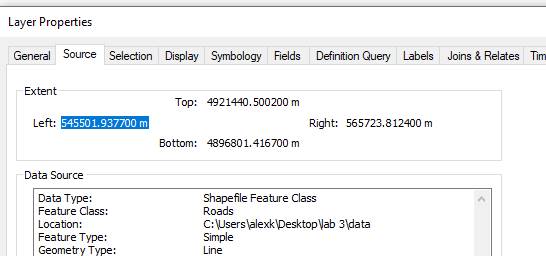 Layer Properties
General Source Selection Display Symbology Fields Definition Query Labels Joins & Relates Tim
Extent
Top: 4921440.500200 m
Left: 545501.937700 m Right: 565723.812400 m
Bottom: 4896801.416700 m
Data Source
Data Type: Shapefile Feature Class
Feature Class: Roads
Location: C:\Users\alexk\Desktop\lab 3\data
Feature Type: Simple
Geometry Type: Line